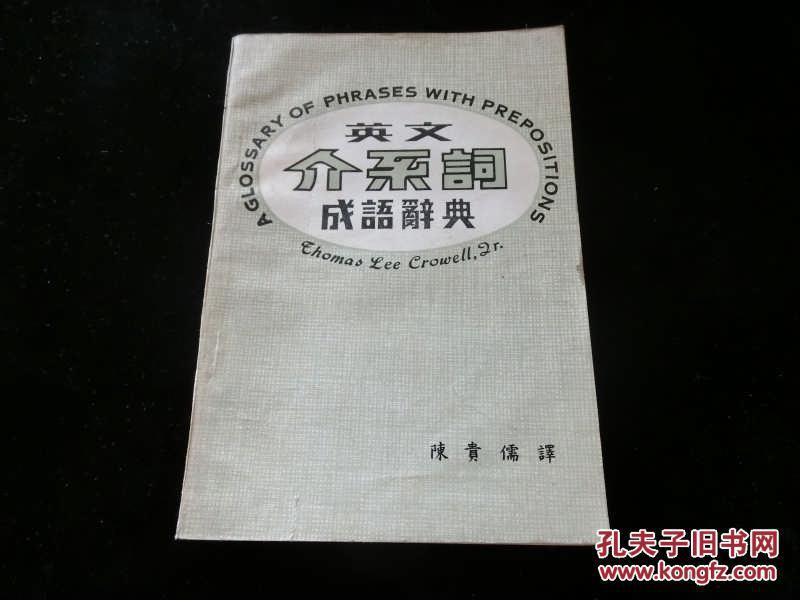 A GLOSSARY OF PHRASES WITH PREPOSITIONS
英文
介系詞
成語辭典
Thomas Lee Crowell, Jr.
陳貴儒譯
孔夫子旧书网
www.kongfz.com